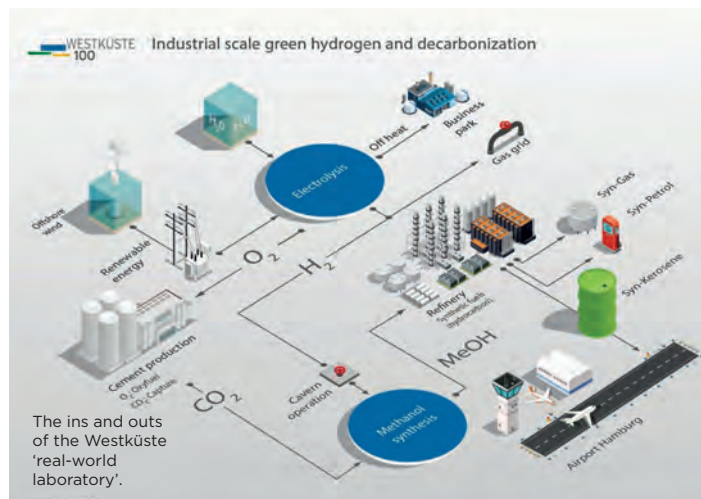 WESTKÜSTE
100
Industrial scale green hydrogen and decarbonization
H₂O
Electrolysis
Off heat
Business
park
Gas grid
Offshore
wind
Renewable
energy
O₂
H₂
Syn-Gas
Syn-Petrol
Syn-Kerosene
Refinery
Synthetic fuels
(hydrocarbon)
Cement production
O₂ Oxyfuel
CO₂ Capture
CO₂
Cavern
operation
MeOH
Methanol
synthesis
Airport Hamburg
The ins and outs
of the Westküste
‘real-world
laboratory’.